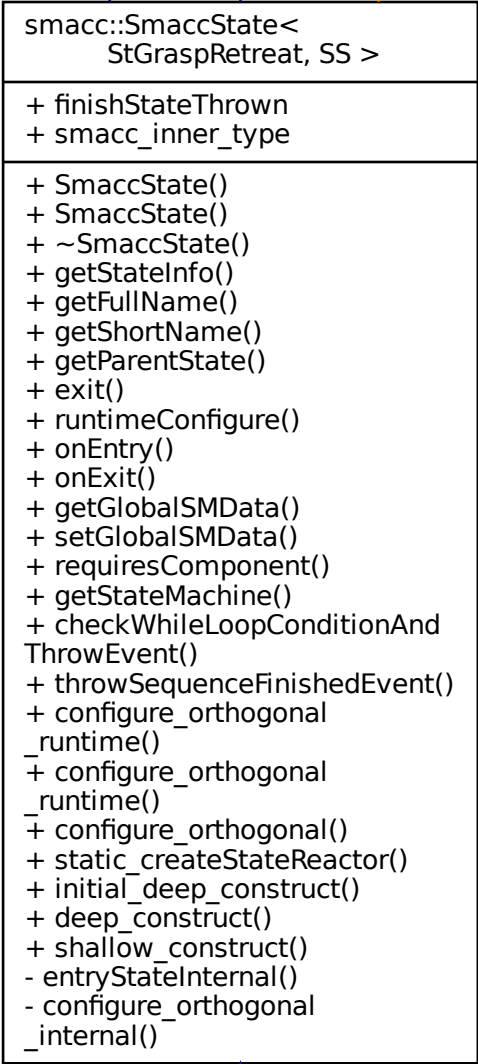 smacc::SmaccState<
StGraspRetreat, SS >
+ finishStateThrown
+ smacc_inner_type
+ SmaccState()
+ SmaccState()
+ ~SmaccState()
+ getStateInfo()
+ getFullName()
+ getShortName()
+ getParentState()
+ exit()
+ runtimeConfigure()
+ onEntry()
+ onExit()
+ getGlobalSMData()
+ setGlobalSMData()
+ requiresComponent()
+ getStateMachine()
+ checkWhileLoopConditionAnd
ThrowEvent()
+ throwSequenceFinishedEvent()
+ configure_orthogonal
_runtime()
+ configure_orthogonal
_runtime()
+ configure_orthogonal()
+ static_createStateReactor()
+ initial_deep_construct()
+ deep_construct()
+ shallow_construct()
- entryStateInternal()
- configure_orthogonal
_internal()